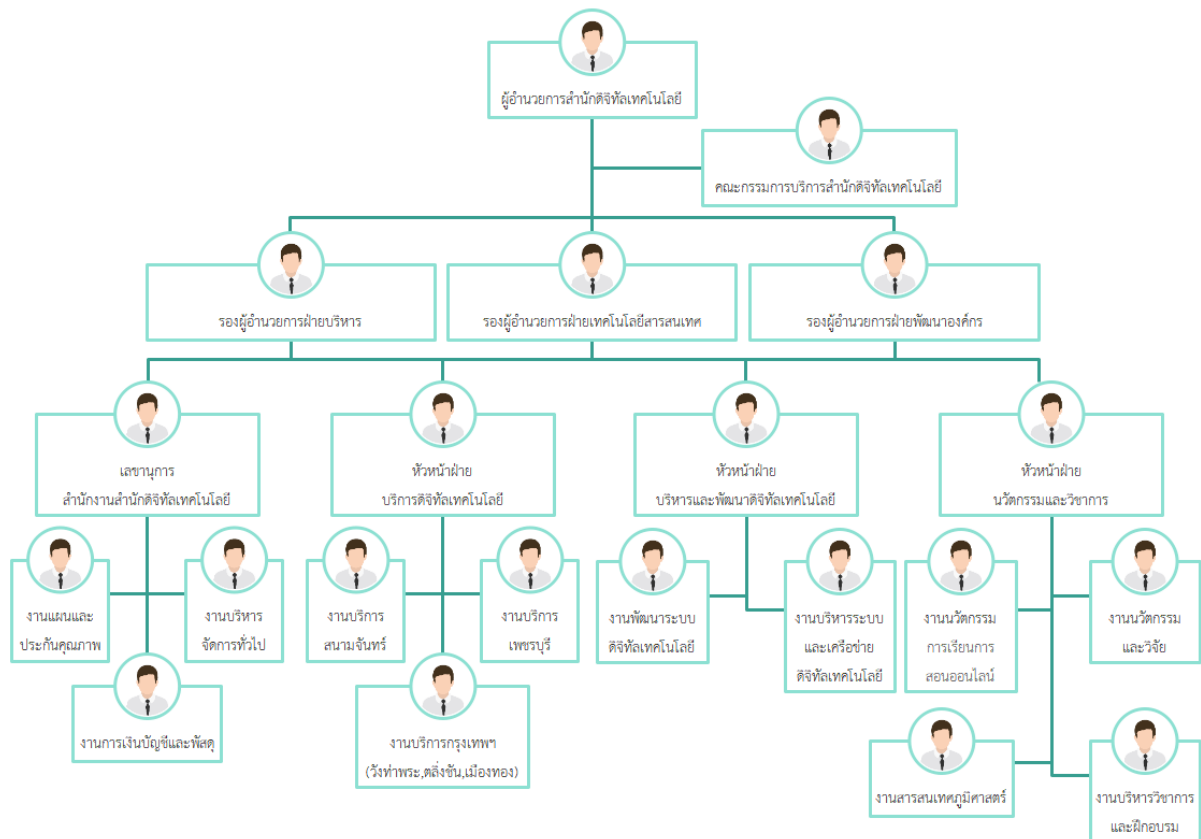 ผู้อำนวยการสำนักดิจิทัลเทคโนโลยี
คณะกรรมการบริการสำนักดิจิทัลเทคโนโลยี
รองผู้อำนวยการฝ่ายบริหาร
รองผู้อำนวยการฝ่ายเทคโนโลยีสารสนเทศ
รองผู้อำนวยการฝ่ายพัฒนาองค์กร
เลขานุการ
สำนักงานสำนักดิจิทัลเทคโนโลยี
หัวหน้าฝ่าย
บริการดิจิทัลเทคโนโลยี
หัวหน้าฝ่าย
บริหารและพัฒนาดิจิทัลเทคโนโลยี
หัวหน้าฝ่าย
นวัตกรรมและวิชาการ
งานแผนและ
ประกันคุณภาพ
งานบริหาร
จัดการทั่วไป
งานบริการ
สนามจันทร์
งานบริการ
เพชรบุรี
งานพัฒนาระบบ
ดิจิทัลเทคโนโลยี
งานบริหารระบบ
และเครือข่าย
ดิจิทัลเทคโนโลยี
งานนวัตกรรม
การเรียนการ
สอนออนไลน์
งานนวัตกรรม
และวิจัย
งานการเงินบัญชีและพัสดุ
งานบริการกรุงเทพฯ
(วังท่าพระ,ตลิ่งชัน,เมืองทอง)
งานสารสนเทศภูมิศาสตร์
งานบริหารวิชาการ
และฝึกอบรม